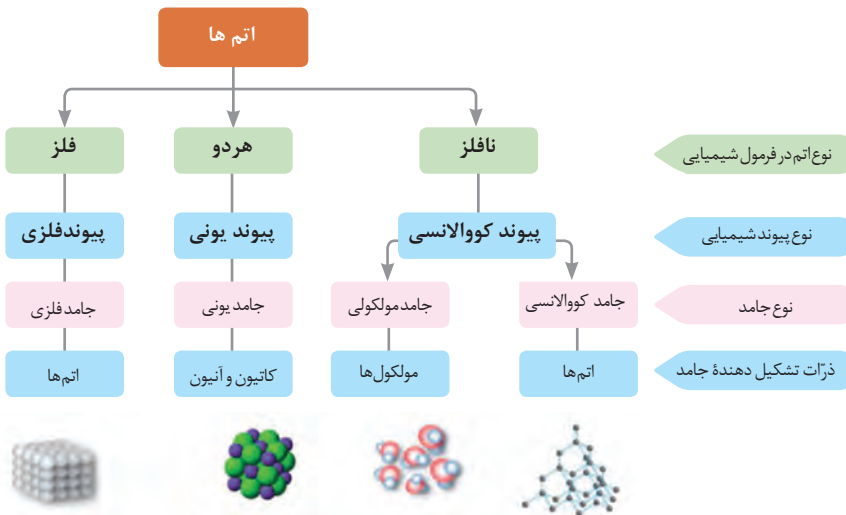 اتم ها
نوع اتم در فرمول شیمیایی
نافلز
هردو
فلز
نوع پیوند شیمیایی
پیوند کووالانسی
پیوند یونی
پیوند فلزی
نوع جامد
جامد کووالانسی
جامد مولکولی
جامد یونی
جامد فلزی
ذرّات تشکیل دهندۀ جامد
اتم‌ها
مولکول‌ها
کاتیون و آنیون
اتم‌ها